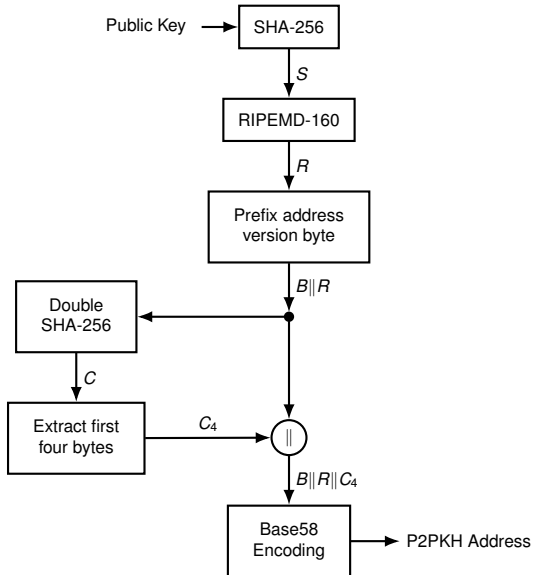 Public Key
SHA-256
S
RIPEMD-160
R
Prefix address
version byte
B||R
Double
SHA-256
C
Extract first
four bytes
C₄
||
B||R||C₄
Base58
Encoding
P2PKH Address